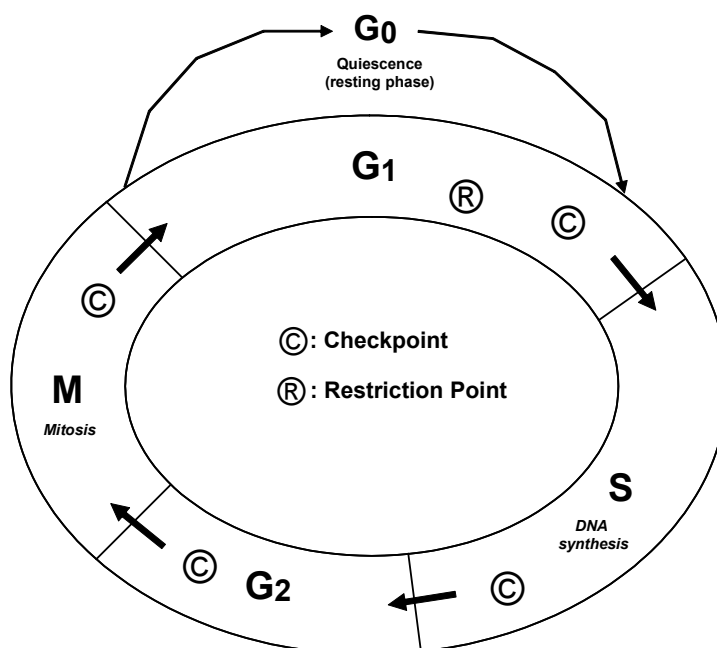 G0
Quiescence
(resting phase)
G1
Ⓡ
Ⓒ
Ⓒ
Ⓒ: Checkpoint
Ⓡ: Restriction Point
M
Mitosis
S
DNA
synthesis
Ⓒ
G2
Ⓒ